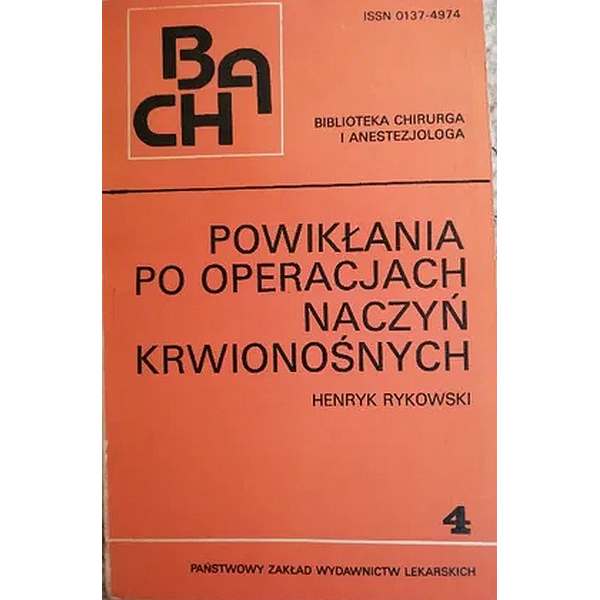 BA
CH
ISSN 0137-4974
BIBLIOTEKA CHIRURGA
I ANESTEZJOLOGA
POWIKŁANIA
PO OPERACJACH
NACZYŃ
KRWIONOŚNYCH
HENRYK RYKOWSKI
4
PAŃSTWOWY ZAKŁAD WYDAWNICTW LEKARSKICH